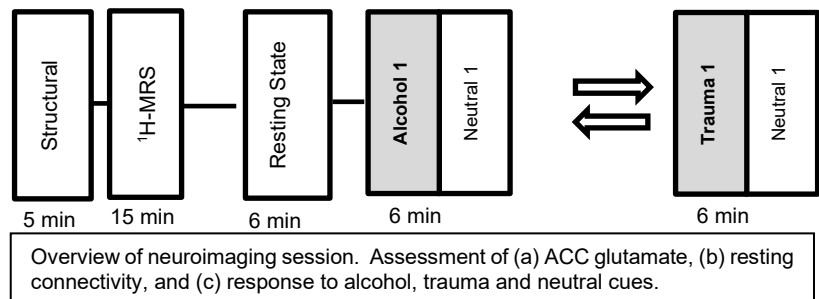 Structural
¹H-MRS
Resting State
Alcohol 1
Neutral 1
Trauma 1
Neutral 1
5 min
15 min
6 min
6 min
6 min
Overview of neuroimaging session. Assessment of (a) ACC glutamate, (b) resting
connectivity, and (c) response to alcohol, trauma and neutral cues.